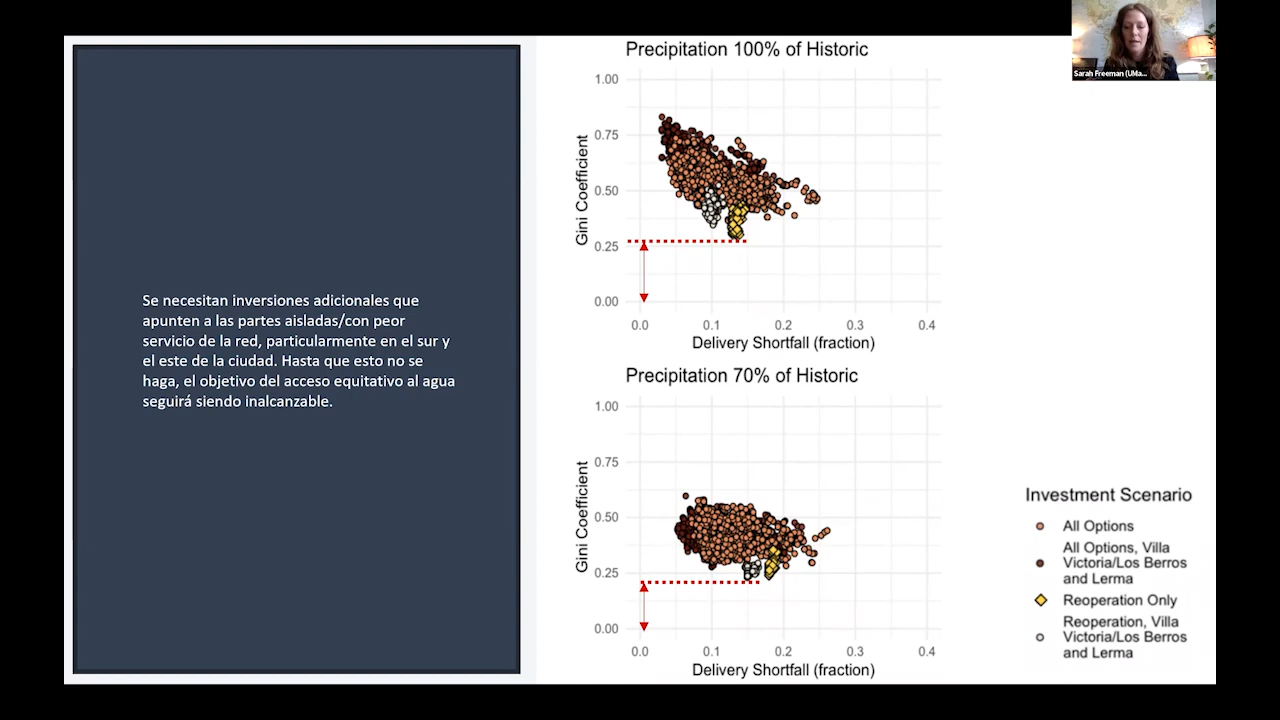 Sarah Freeman (UMa...
Se necesitan inversiones adicionales que
apunten a las partes aisladas/con peor
servicio de la red, particularmente en el sur y
el este de la ciudad. Hasta que esto no se
haga, el objetivo del acceso equitativo al agua
seguirá siendo inalcanzable.
Precipitation 100% of Historic
Gini Coefficient
1.00
0.75
0.50
0.25
0.00
0.0 0.1 0.2 0.3 0.4
Delivery Shortfall (fraction)
Precipitation 70% of Historic
Gini Coefficient
1.00
0.75
0.50
0.25
0.00
0.0 0.1 0.2 0.3 0.4
Delivery Shortfall (fraction)
Investment Scenario
All Options
All Options, Villa
Victoria/Los Berros
and Lerma
Reoperation Only
Reoperation, Villa
Victoria/Los Berros
and Lerma